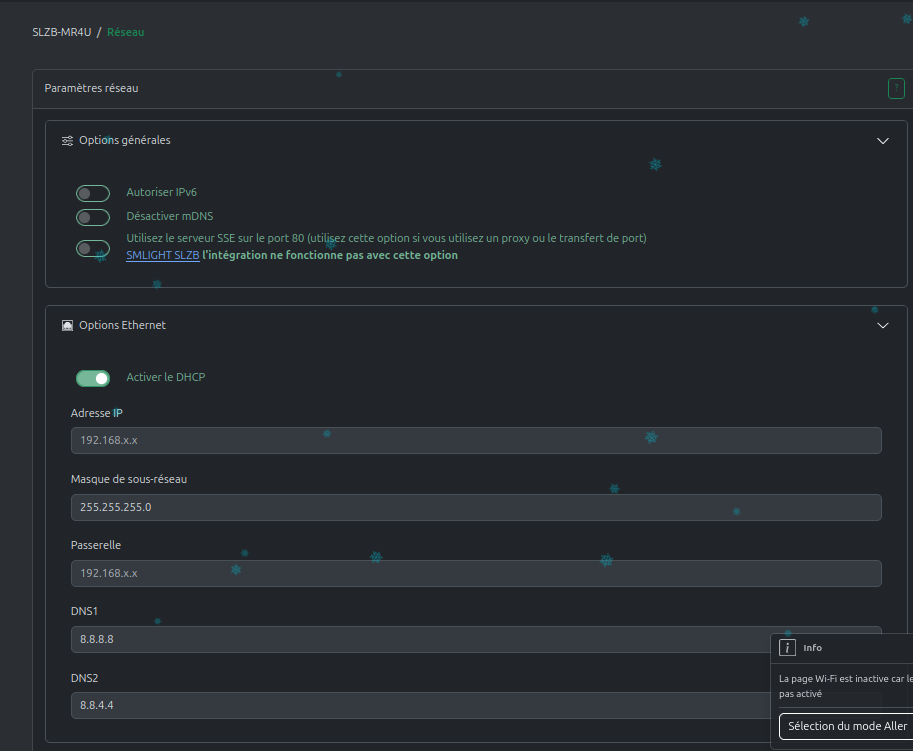 SLZB-MR4U / Réseau
Paramètres réseau
?
Options générales
Autoriser IPv6
Désactiver mDNS
Utilisez le serveur SSE sur le port 80 (utilisez cette option si vous utilisez un proxy ou le transfert de port)
SMLIGHT SLZB l'intégration ne fonctionne pas avec cette option
Options Ethernet
Activer le DHCP
Adresse IP
192.168.x.x
Masque de sous-réseau
255.255.255.0
Passerelle
192.168.x.x
DNS1
8.8.8.8
DNS2
8.8.4.4
i Info
La page Wi-Fi est inactive car le
pas activé
Sélection du mode Aller